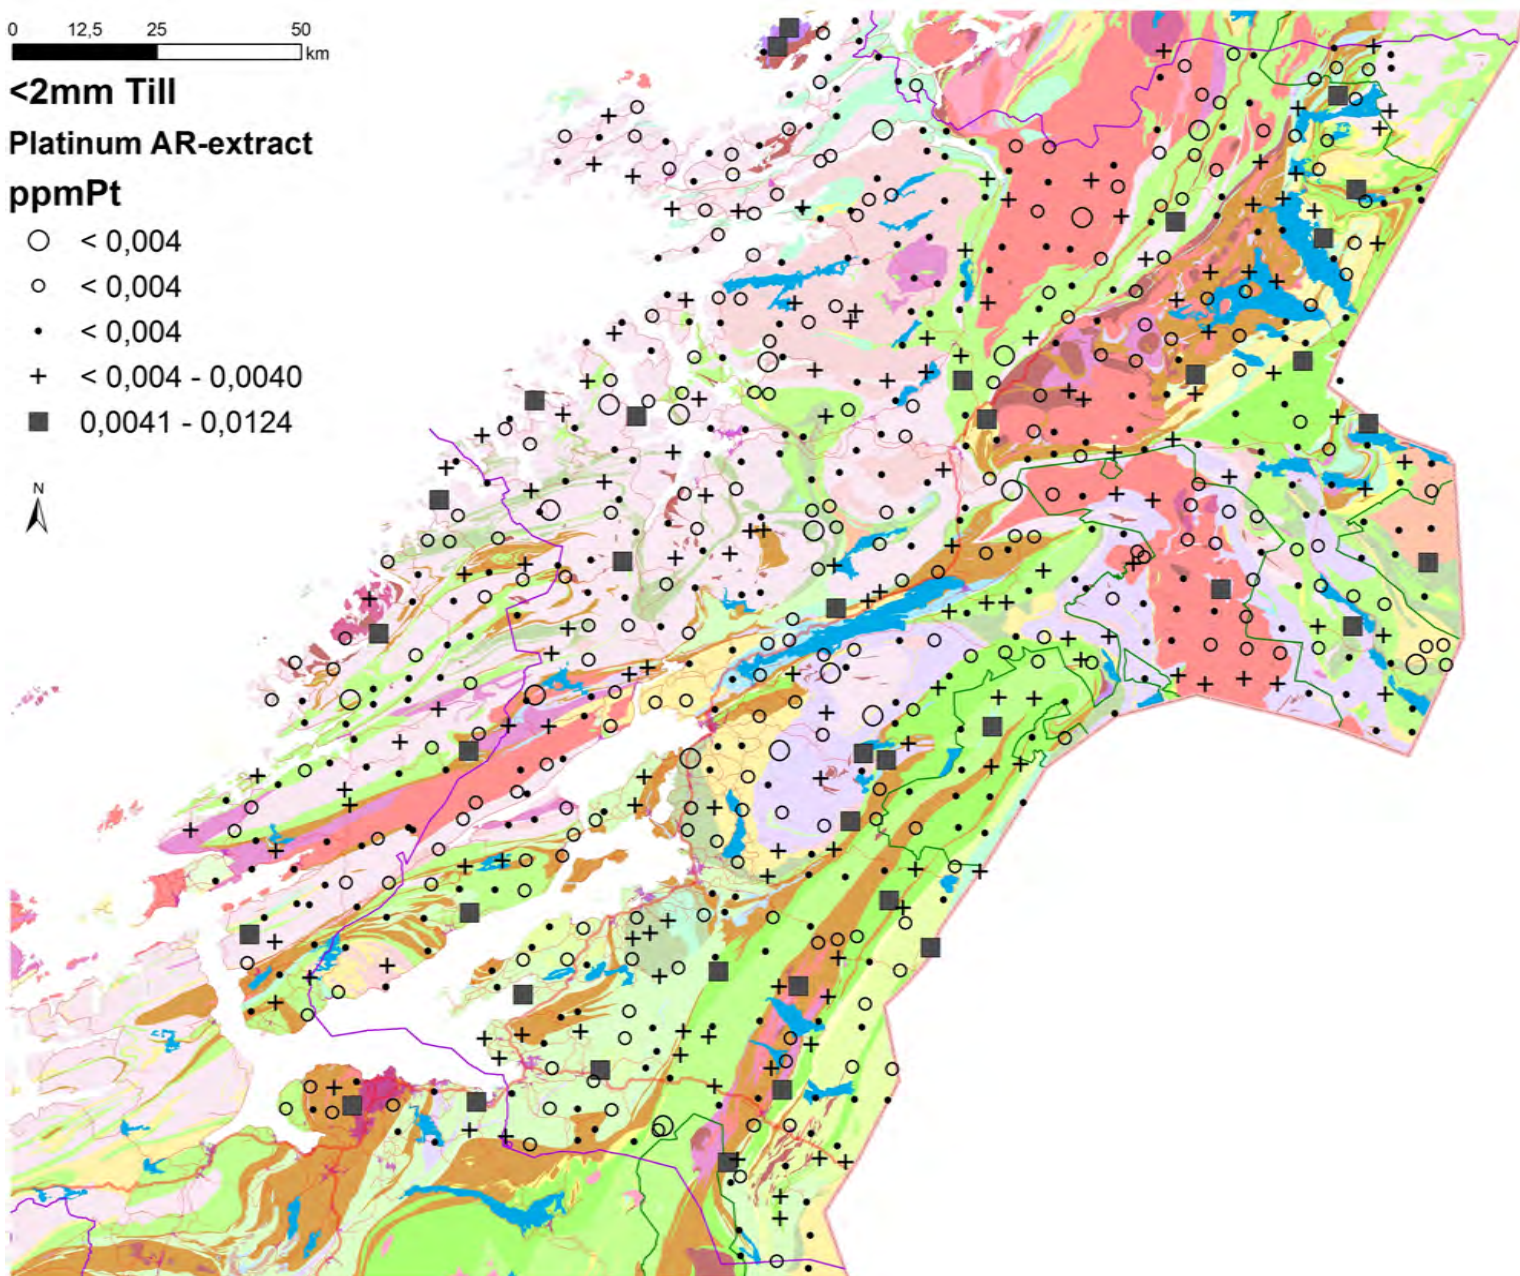 0 12,5 25 50
km
<2mm Till
Platinum AR-extract
ppmPt
< 0,004
< 0,004
< 0,004
< 0,004 - 0,0040
0,0041 - 0,0124
N